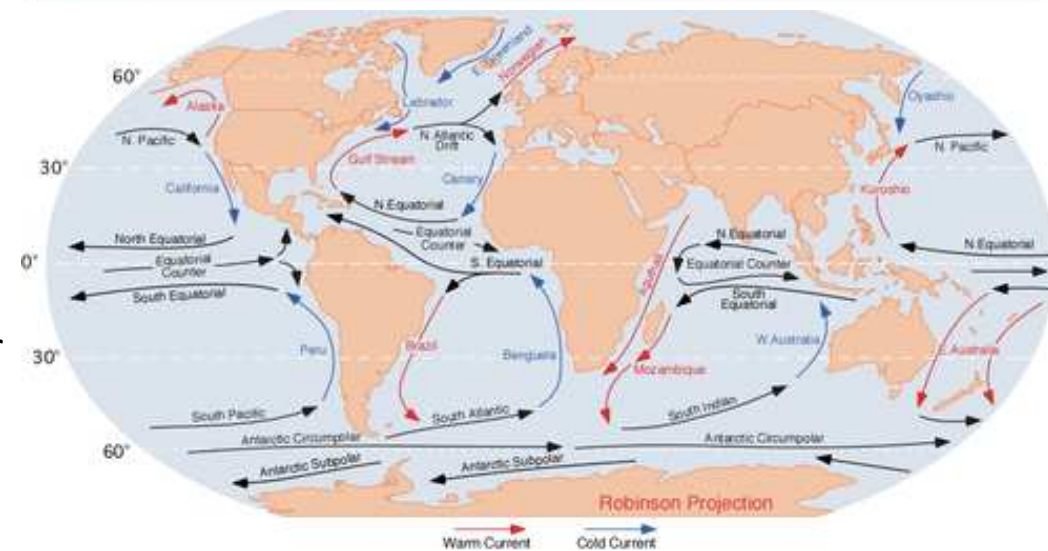 60°
30°
0°
30°
60°
Alaska
N. Pacific
California
North Equatorial
Equatorial
Counter
South Equatorial
Peru
South Pacific
Antarctic Circumpolar
Antarctic Subpolar
Labrador
E. Greenland
Norwegian
N. Atlantic
Drift
Gulf Stream
Canary
N. Equatorial
Equatorial
Counter
S. Equatorial
Brazil
Benguela
South Atlantic
Antarctic Subpolar
Agulhas
Mozambique
N. Equatorial
Equatorial Counter
South
Equatorial
W. Australia
South Indian
Antarctic Circumpolar
Oyashio
N. Pacific
Kuroshio
N. Equatorial
E. Australia
Robinson Projection
Warm Current
Cold Current